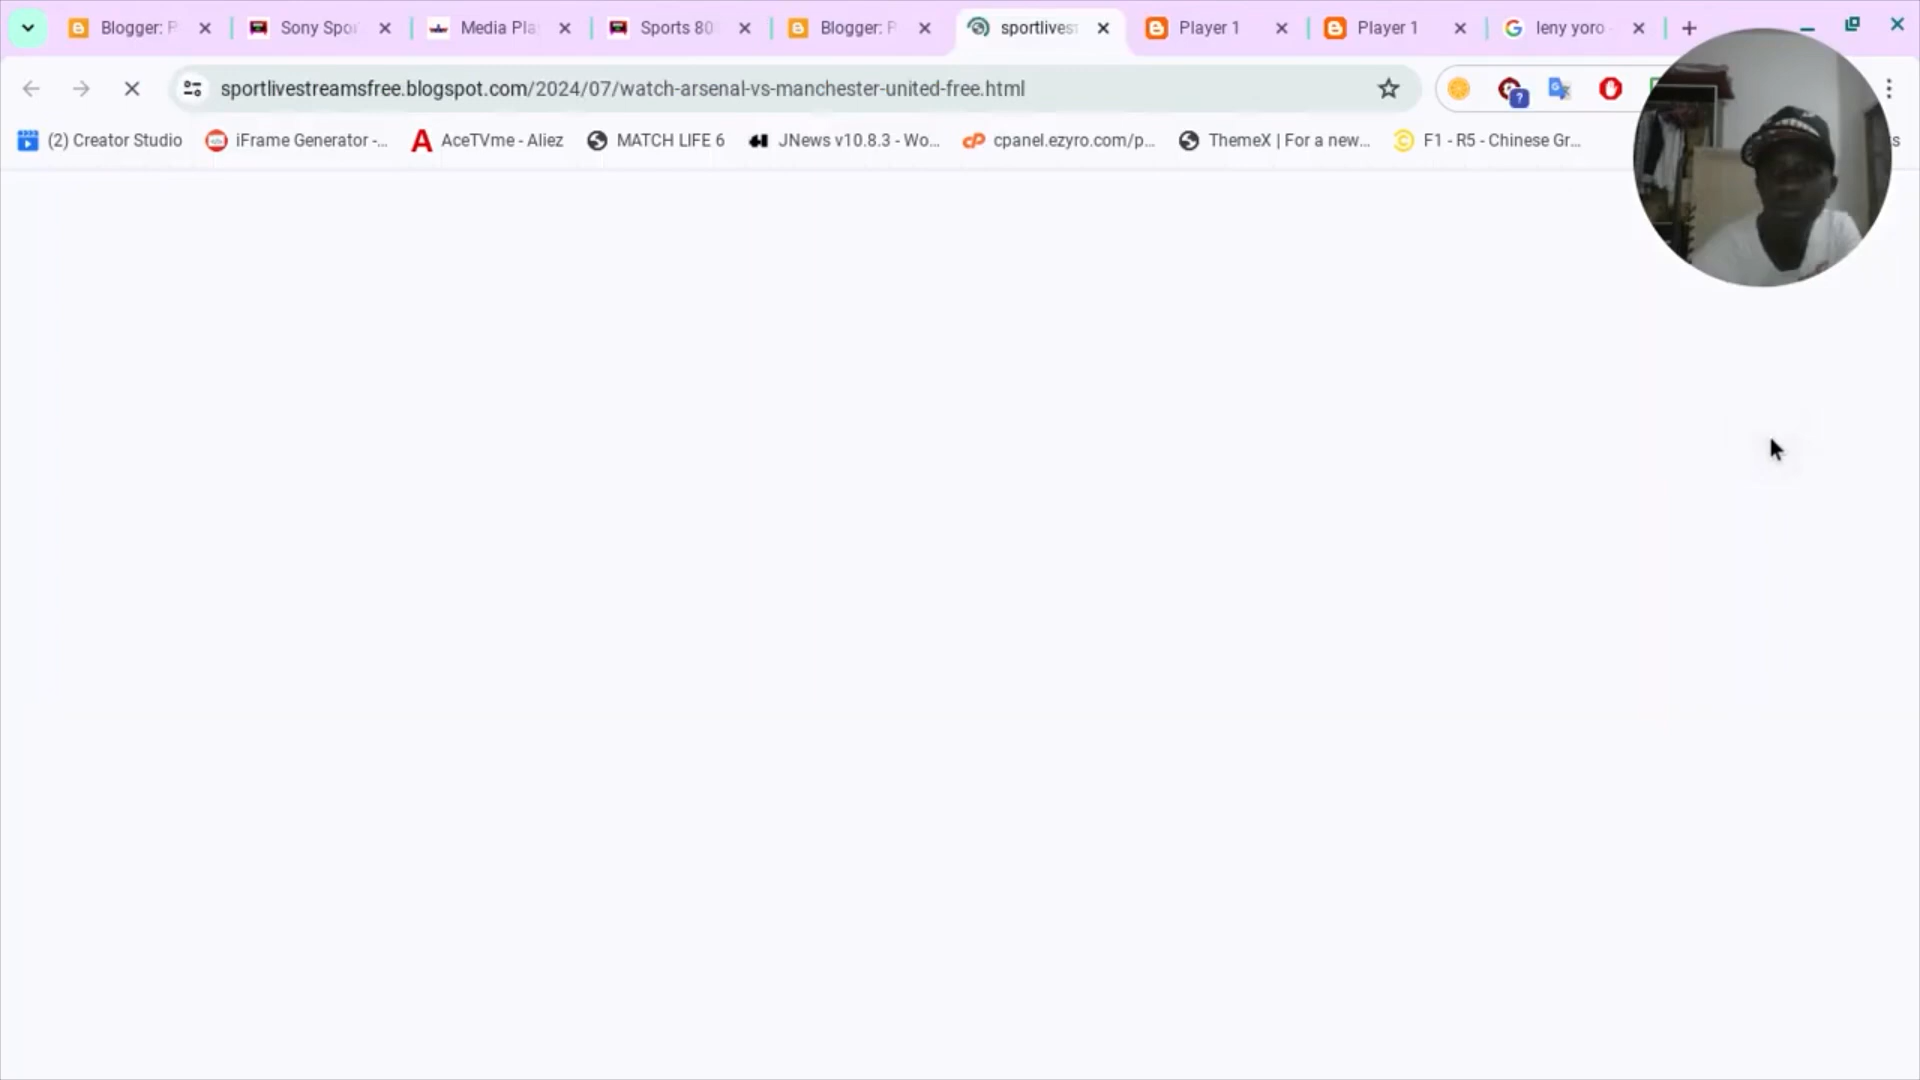 Blogger: P
Sony Spor
Media Pla
Sports 80
Blogger: P
sportlives
Player 1
Player 1
leny yoro -
sportlivestreamsfree.blogspot.com/2024/07/watch-arsenal-vs-manchester-united-free.html
?
(2) Creator Studio
iFrame Generator -...
AceTVme - Aliez
MATCH LIFE 6
JNews v10.8.3 - Wo...
cpanel.ezyro.com/p...
ThemeX | For a new...
F1 - R5 - Chinese Gr...